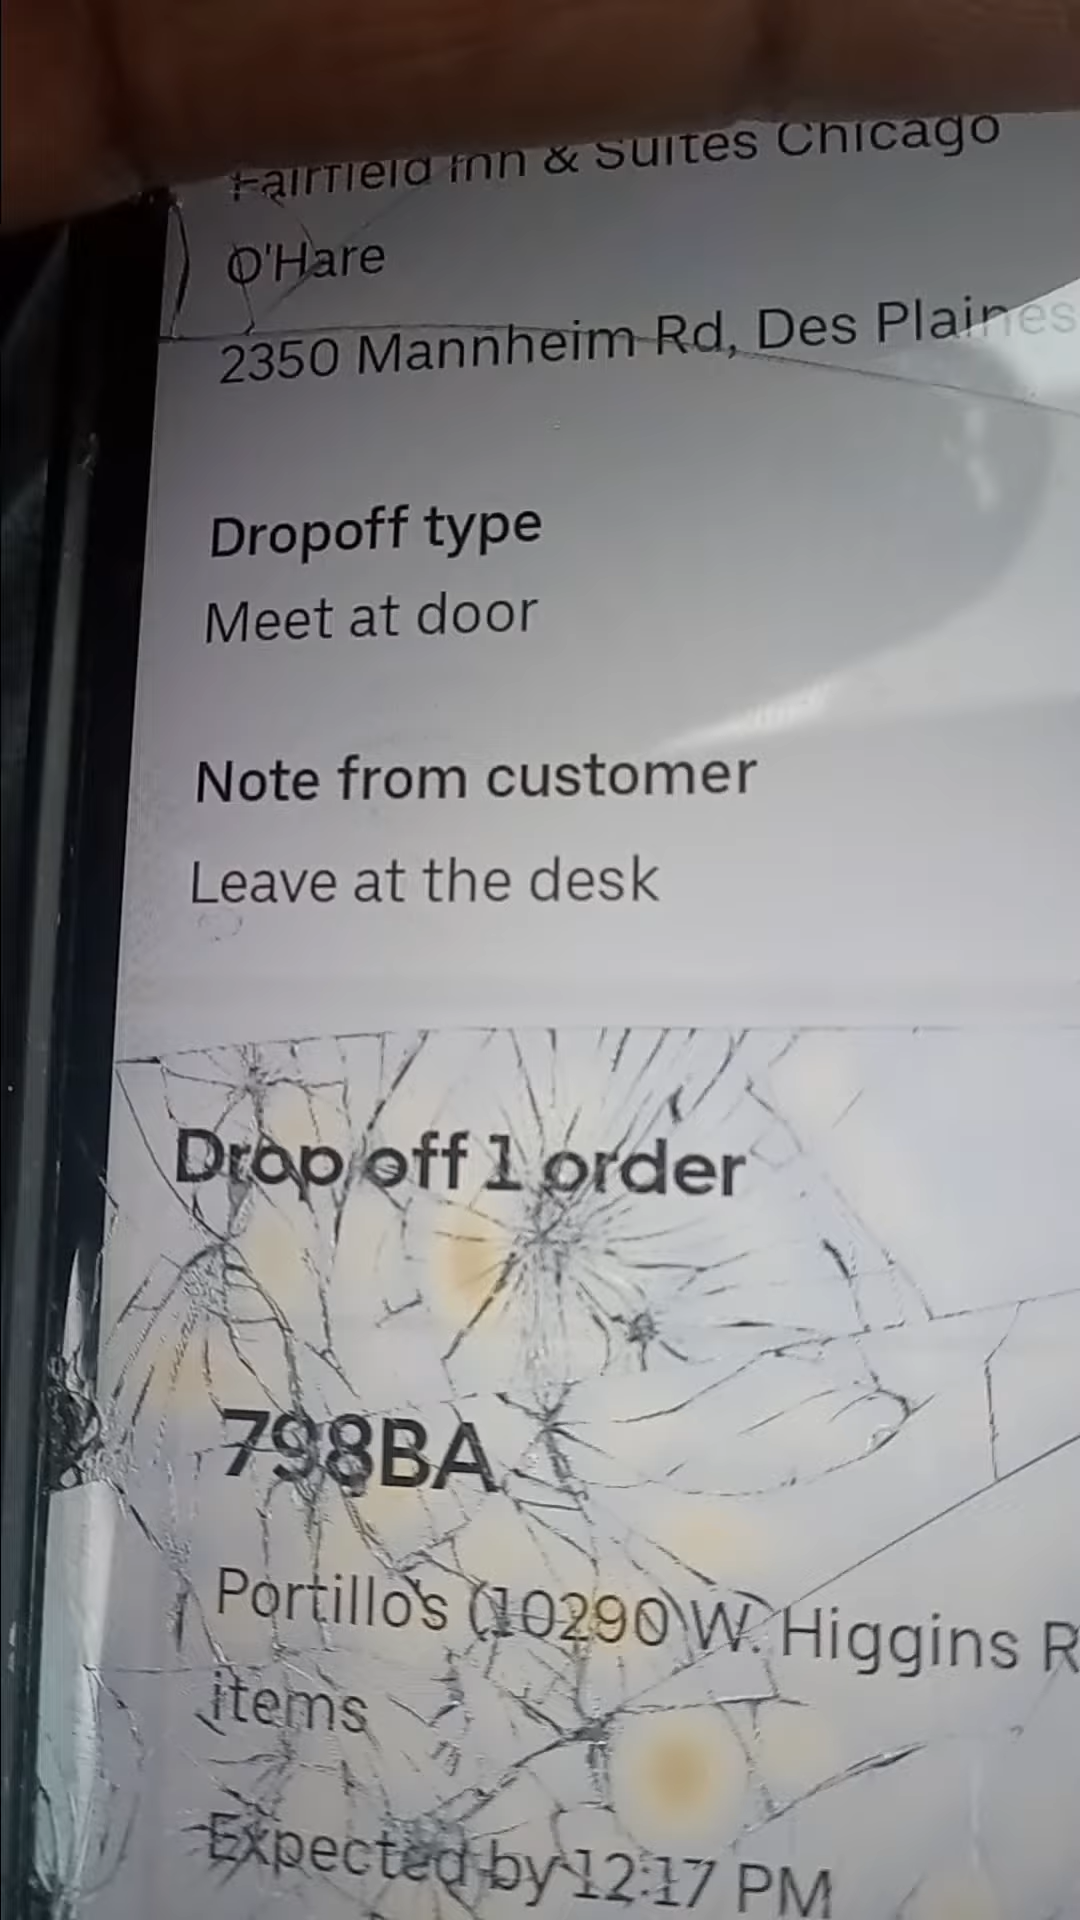 Fairfield Inn & Suites Chicago
O'Hare
2350 Mannheim Rd, Des Plaines
Dropoff type
Meet at door
Note from customer
Leave at the desk
Drop off 1 order
798BA
Portillo's (10290 W. Higgins R
items
Expected by 12:17 PM